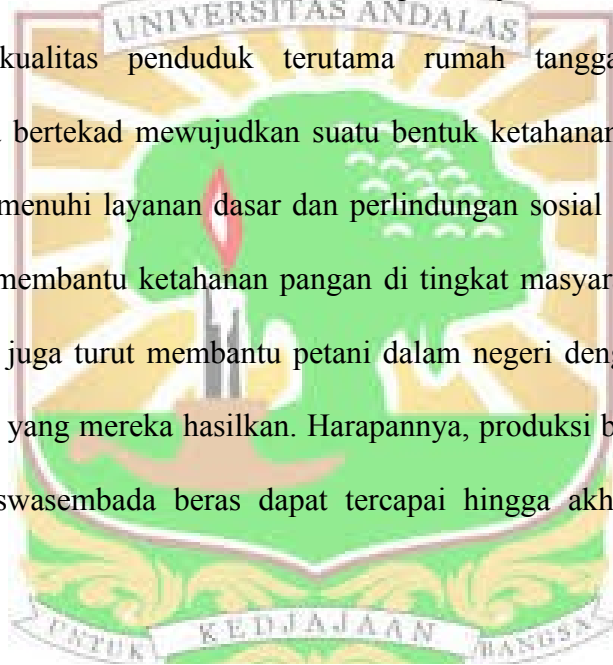 UNIVERSITAS ANDALAS
kualitas penduduk terutama rumah tangga
bertekad mewujudkan suatu bentuk ketahanan
menuhi layanan dasar dan perlindungan sosial
membantu ketahanan pangan di tingkat masyar
juga turut membantu petani dalam negeri deng
yang mereka hasilkan. Harapannya, produksi b
swasembada beras dapat tercapai hingga akh
UNTUK KEDJAJAAN BANGSA